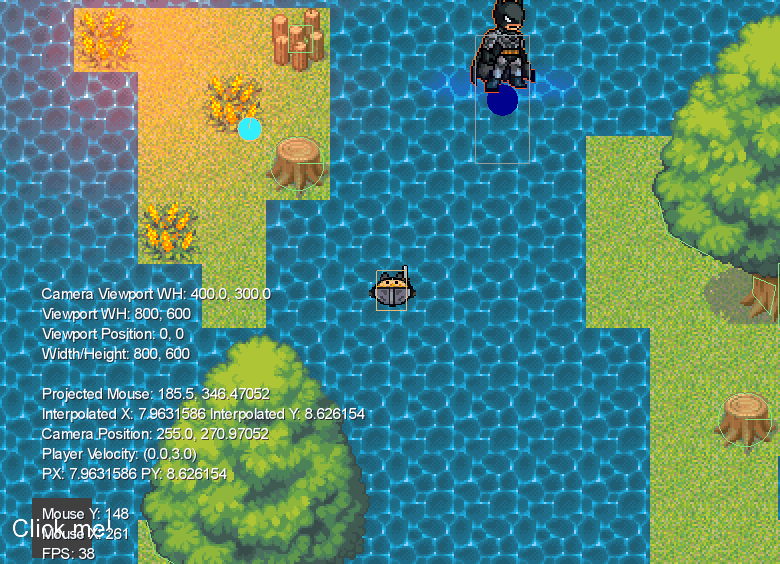 Camera Viewport WH: 400.0, 300.0
Viewport WH: 800; 600
Viewport Position: 0, 0
Width/Height: 800, 600
Projected Mouse: 185.5, 346.47052
Interpolated X: 7.9631586 Interpolated Y: 8.626154
Camera Position: 255.0, 270.97052
Player Velocity: (0.0,3.0)
PX: 7.9631586 PY: 8.626154
Mouse Y: 148
Click me!
Mouse X: 261
FPS: 38